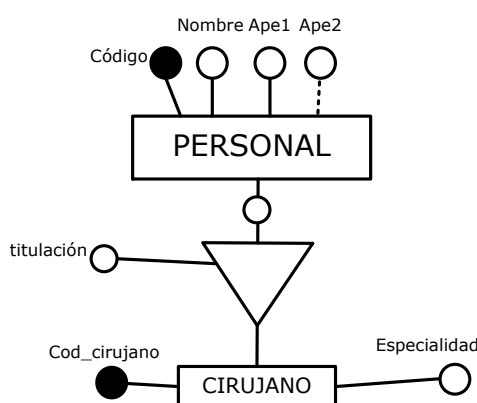 Nombre Ape1 Ape2
Código
PERSONAL
titulación
Cod_cirujano
Especialidad
CIRUJANO